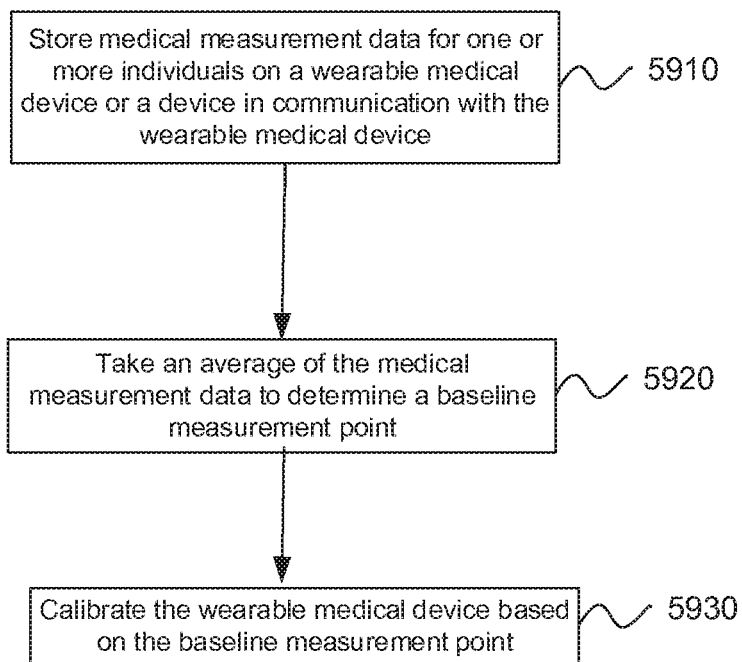 Store medical measurement data for one or
more individuals on a wearable medical
device or a device in communication with the
wearable medical device
5910
Take an average of the medical
measurement data to determine a baseline
measurement point
5920
Calibrate the wearable medical device based
on the baseline measurement point
5930